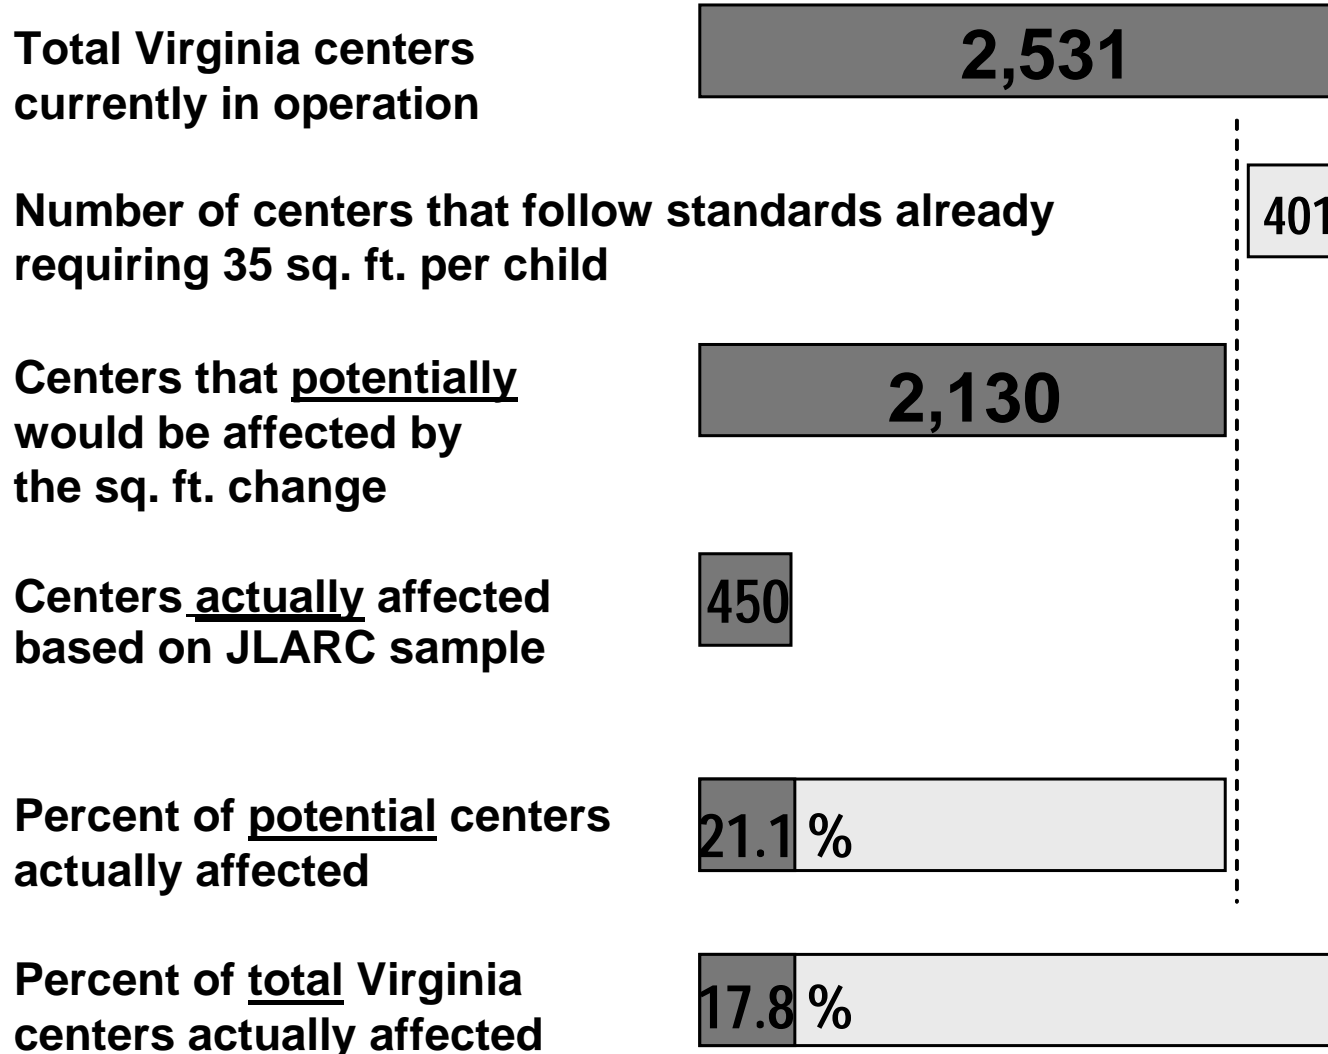 Total Virginia centers
currently in operation
2,531
Number of centers that follow standards already
requiring 35 sq. ft. per child
401
Centers that potentially
would be affected by
the sq. ft. change
2,130
Centers actually affected
based on JLARC sample
450
Percent of potential centers
actually affected
21.1 %
Percent of total Virginia
centers actually affected
17.8 %